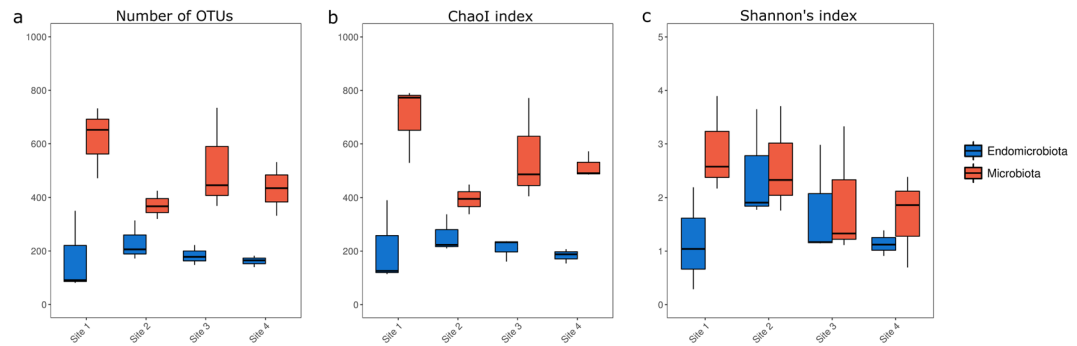 a Number of OTUs
1000
800
600
400
200
0
Site 1 Site 2 Site 3 Site 4
b ChaoI index
1000
800
600
400
200
0
Site 1 Site 2 Site 3 Site 4
c Shannon's index
5
4
3
2
1
0
Site 1 Site 2 Site 3 Site 4
Endomicrobiota
Microbiota